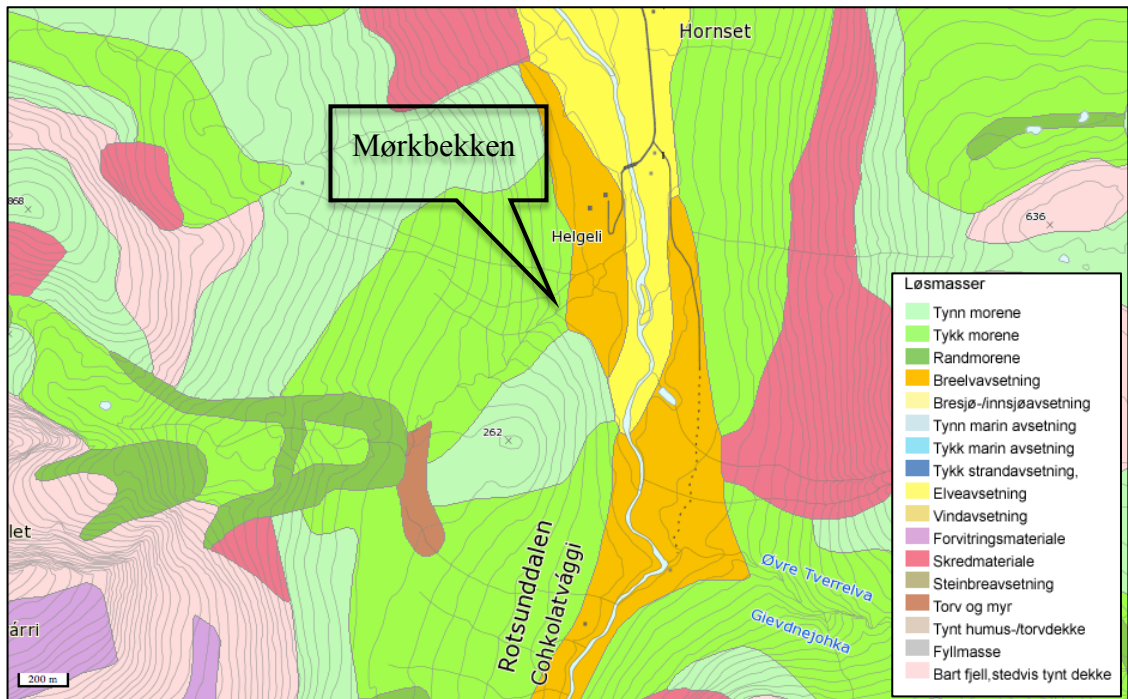 Hornset
Mørkbekken
868
636
Helgeli
262
let
Rotsunddalen
Cohkolatvággi
Øvre Tverrelva
Gievdnejohka
árri
200 m
Løsmasser
Tynn morene
Tykk morene
Randmorene
Breelvavsetning
Bresjø-/innsjøavsetning
Tynn marin avsetning
Tykk marin avsetning
Tykk strandavsetning,
Elveavsetning
Vindavsetning
Forvitringsmateriale
Skredmateriale
Steinbreavsetning
Torv og myr
Tynt humus-/torvdekke
Fyllmasse
Bart fjell,stedvis tynt dekke